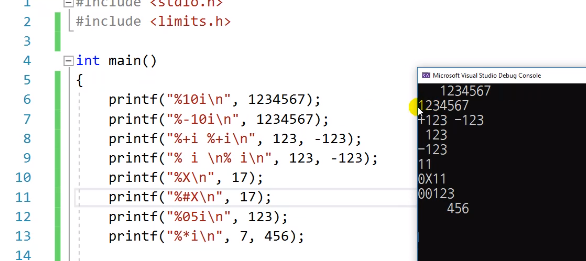 1
#include <stdio.h>
2
#include <limits.h>
3
4
int main()
5
{
6
printf("%10i\n", 1234567);
7
printf("%-10i\n", 1234567);
8
printf("%+i %+i\n", 123, -123);
9
printf("% i \n% i\n", 123, -123);
10
printf("%X\n", 17);
11
printf("%#X\n", 17);
12
printf("%05i\n", 123);
13
printf("%*i\n", 7, 456);
14
Microsoft Visual Studio Debug Console
1234567
1234567
+123 -123
123
-123
11
0X11
00123
456